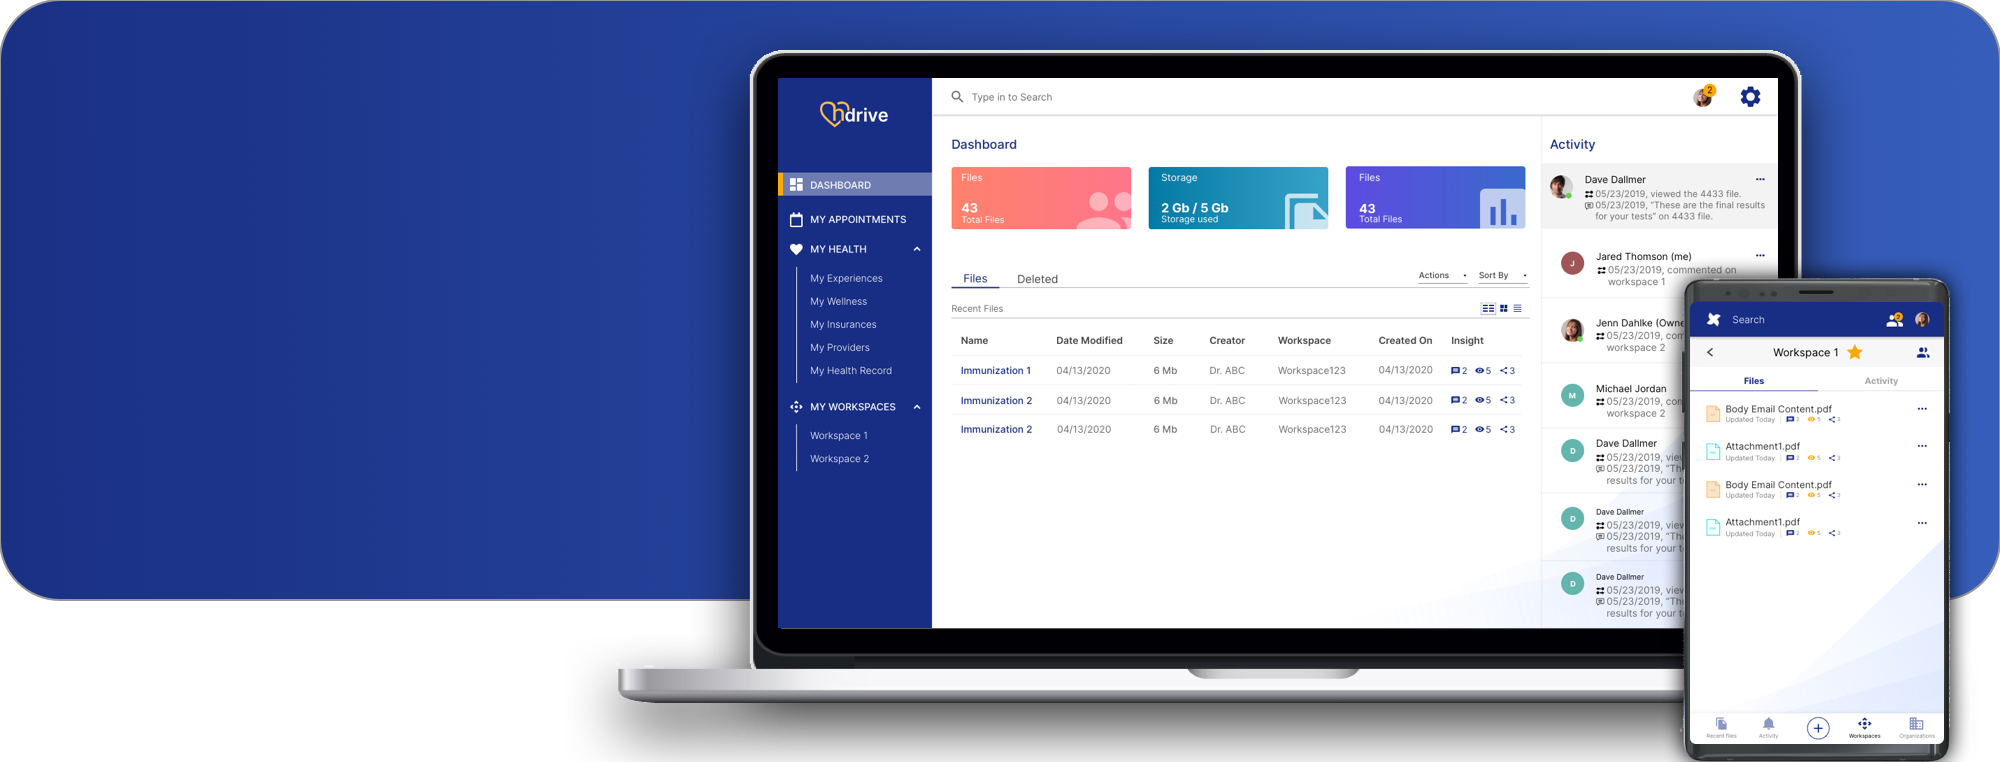 hdrive
DASHBOARD
MY APPOINTMENTS
MY HEALTH
My Experiences
My Wellness
My Insurances
My Providers
My Health Record
MY WORKSPACES
Workspace 1
Workspace 2
Type in to Search
2
Dashboard
Files
43
Total Files
Storage
2 Gb / 5 Gb
Storage used
Files
43
Total Files
Files Deleted Actions Sort By
Recent Files
Name Date Modified Size Creator Workspace Created On Insight
Immunization 1 04/13/2020 6 Mb Dr. ABC Workspace123 04/13/2020 2 5 3
Immunization 2 04/13/2020 6 Mb Dr. ABC Workspace123 04/13/2020 2 5 3
Immunization 2 04/13/2020 6 Mb Dr. ABC Workspace123 04/13/2020 2 5 3
Activity
Dave Dallmer
05/23/2019, viewed the 4433 file.
05/23/2019, "These are the final results
for your tests" on 4433 file.
J
Jared Thomson (me)
05/23/2019, commented on
workspace 1
Jenn Dahlke (Owne
05/23/2019, com
workspace 2
M
Michael Jordan
05/23/2019, com
workspace 2
D
Dave Dallmer
05/23/2019, view
05/23/2019, "Th
results for your t
D
Dave Dallmer
05/23/2019, view
05/23/2019, "The
results for your t
D
Dave Dallmer
05/23/2019, view
05/23/2019, "The
results for your t
Search
2
Workspace 1
Files Activity
Body Email Content.pdf
Updated Today 2 5 3
Attachment1.pdf
Updated Today 2 5 3
Body Email Content.pdf
Updated Today 2 5 3
Attachment1.pdf
Updated Today 2 5 3
Recent files Activity Workspaces Organizations